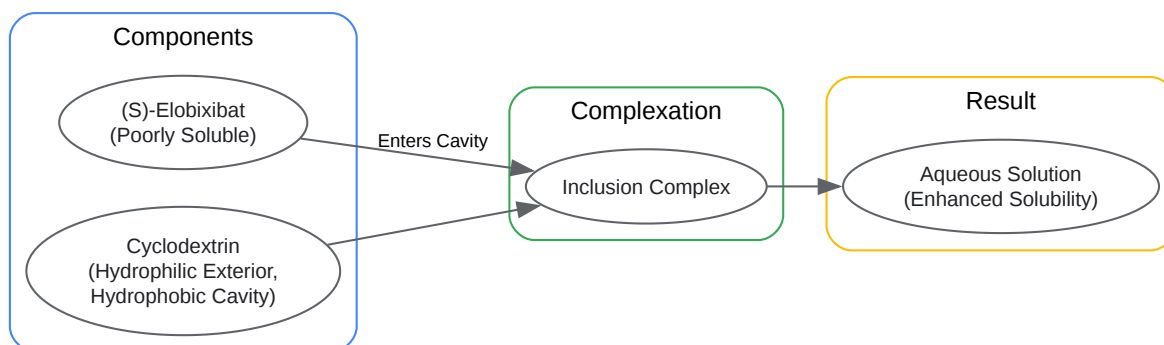 Components
(S)-Elobixibat
(Poorly Soluble)
Cyclodextrin
(Hydrophilic Exterior,
Hydrophobic Cavity)
Enters Cavity
Complexation
Inclusion Complex
Result
Aqueous Solution
(Enhanced Solubility)